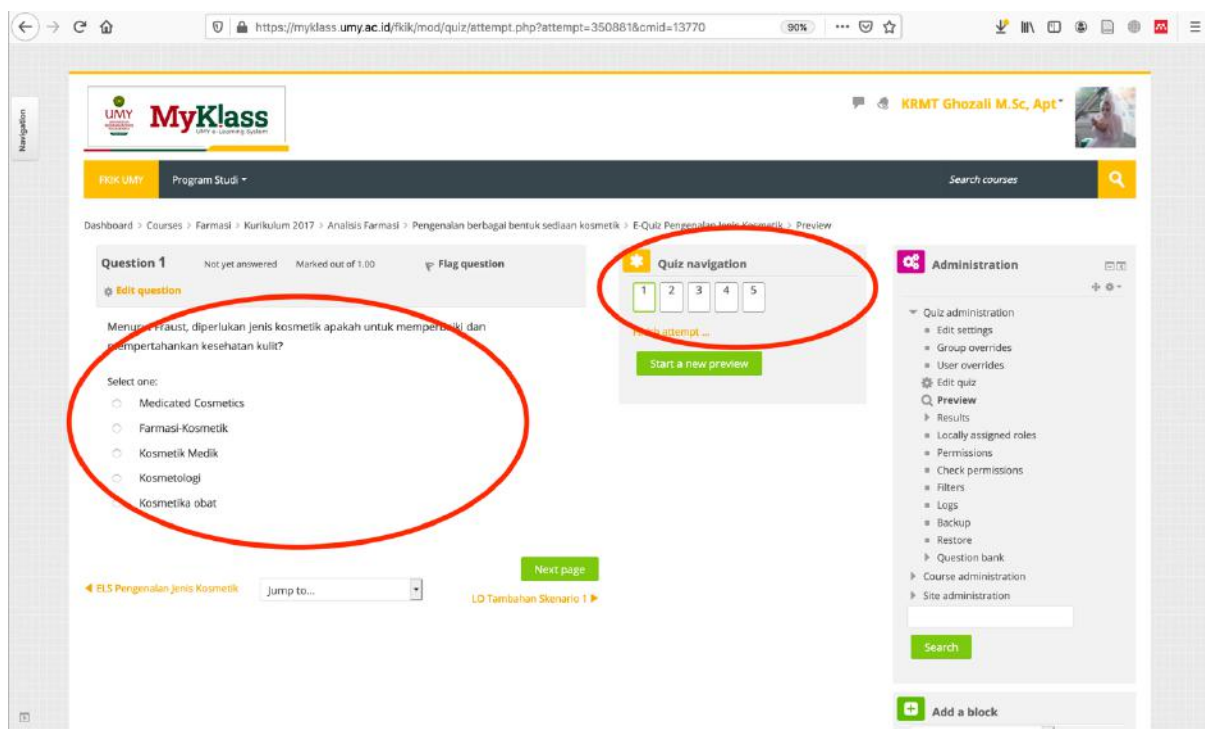 https://myklass.umy.ac.id/fkik/mod/quiz/attempt.php?attempt=350881&cmid=13770
90%
Navigation
UMY
MyKlass
UMY e-Learning System
KRMT Ghozali M.Sc, Apt
FKIK UMY
Program Studi
Search courses
Dashboard > Courses > Farmasi > Kurikulum 2017 > Analisis Farmasi > Pengenalan berbagai bentuk sediaan kosmetik > E-Quiz Pengenalan Jenis Kosmetik > Preview
Question 1 Not yet answered Marked out of 1.00 Flag question
Edit question
Menurut Fraust, diperlukan jenis kosmetik apakah untuk memperbaiki dan
mempertahankan kesehatan kulit?
Select one:
Medicated Cosmetics
Farmasi-Kosmetik
Kosmetik Medik
Kosmetologi
Kosmetika obat
Next page
ELS Pengenalan Jenis Kosmetik
Jump to...
LO Tambahan Skenario 1
Quiz navigation
1 2 3 4 5
Finish attempt ...
Start a new preview
Administration
Quiz administration
Edit settings
Group overrides
User overrides
Edit quiz
Preview
Results
Locally assigned roles
Permissions
Check permissions
Filters
Logs
Backup
Restore
Question bank
Course administration
Site administration
Search
Add a block